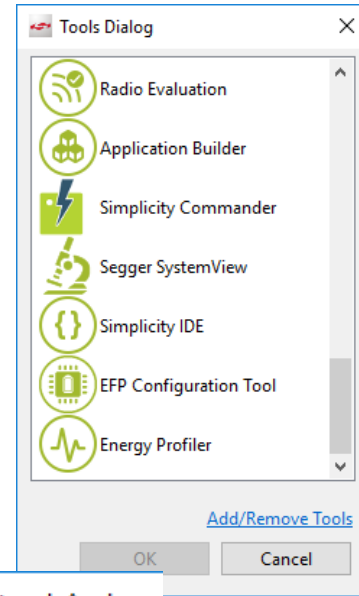 Tools Dialog
Radio Evaluation
Application Builder
Simplicity Commander
Segger SystemView
Simplicity IDE
{}
EFP Configuration Tool
Energy Profiler
Add/Remove Tools
OK
Cancel